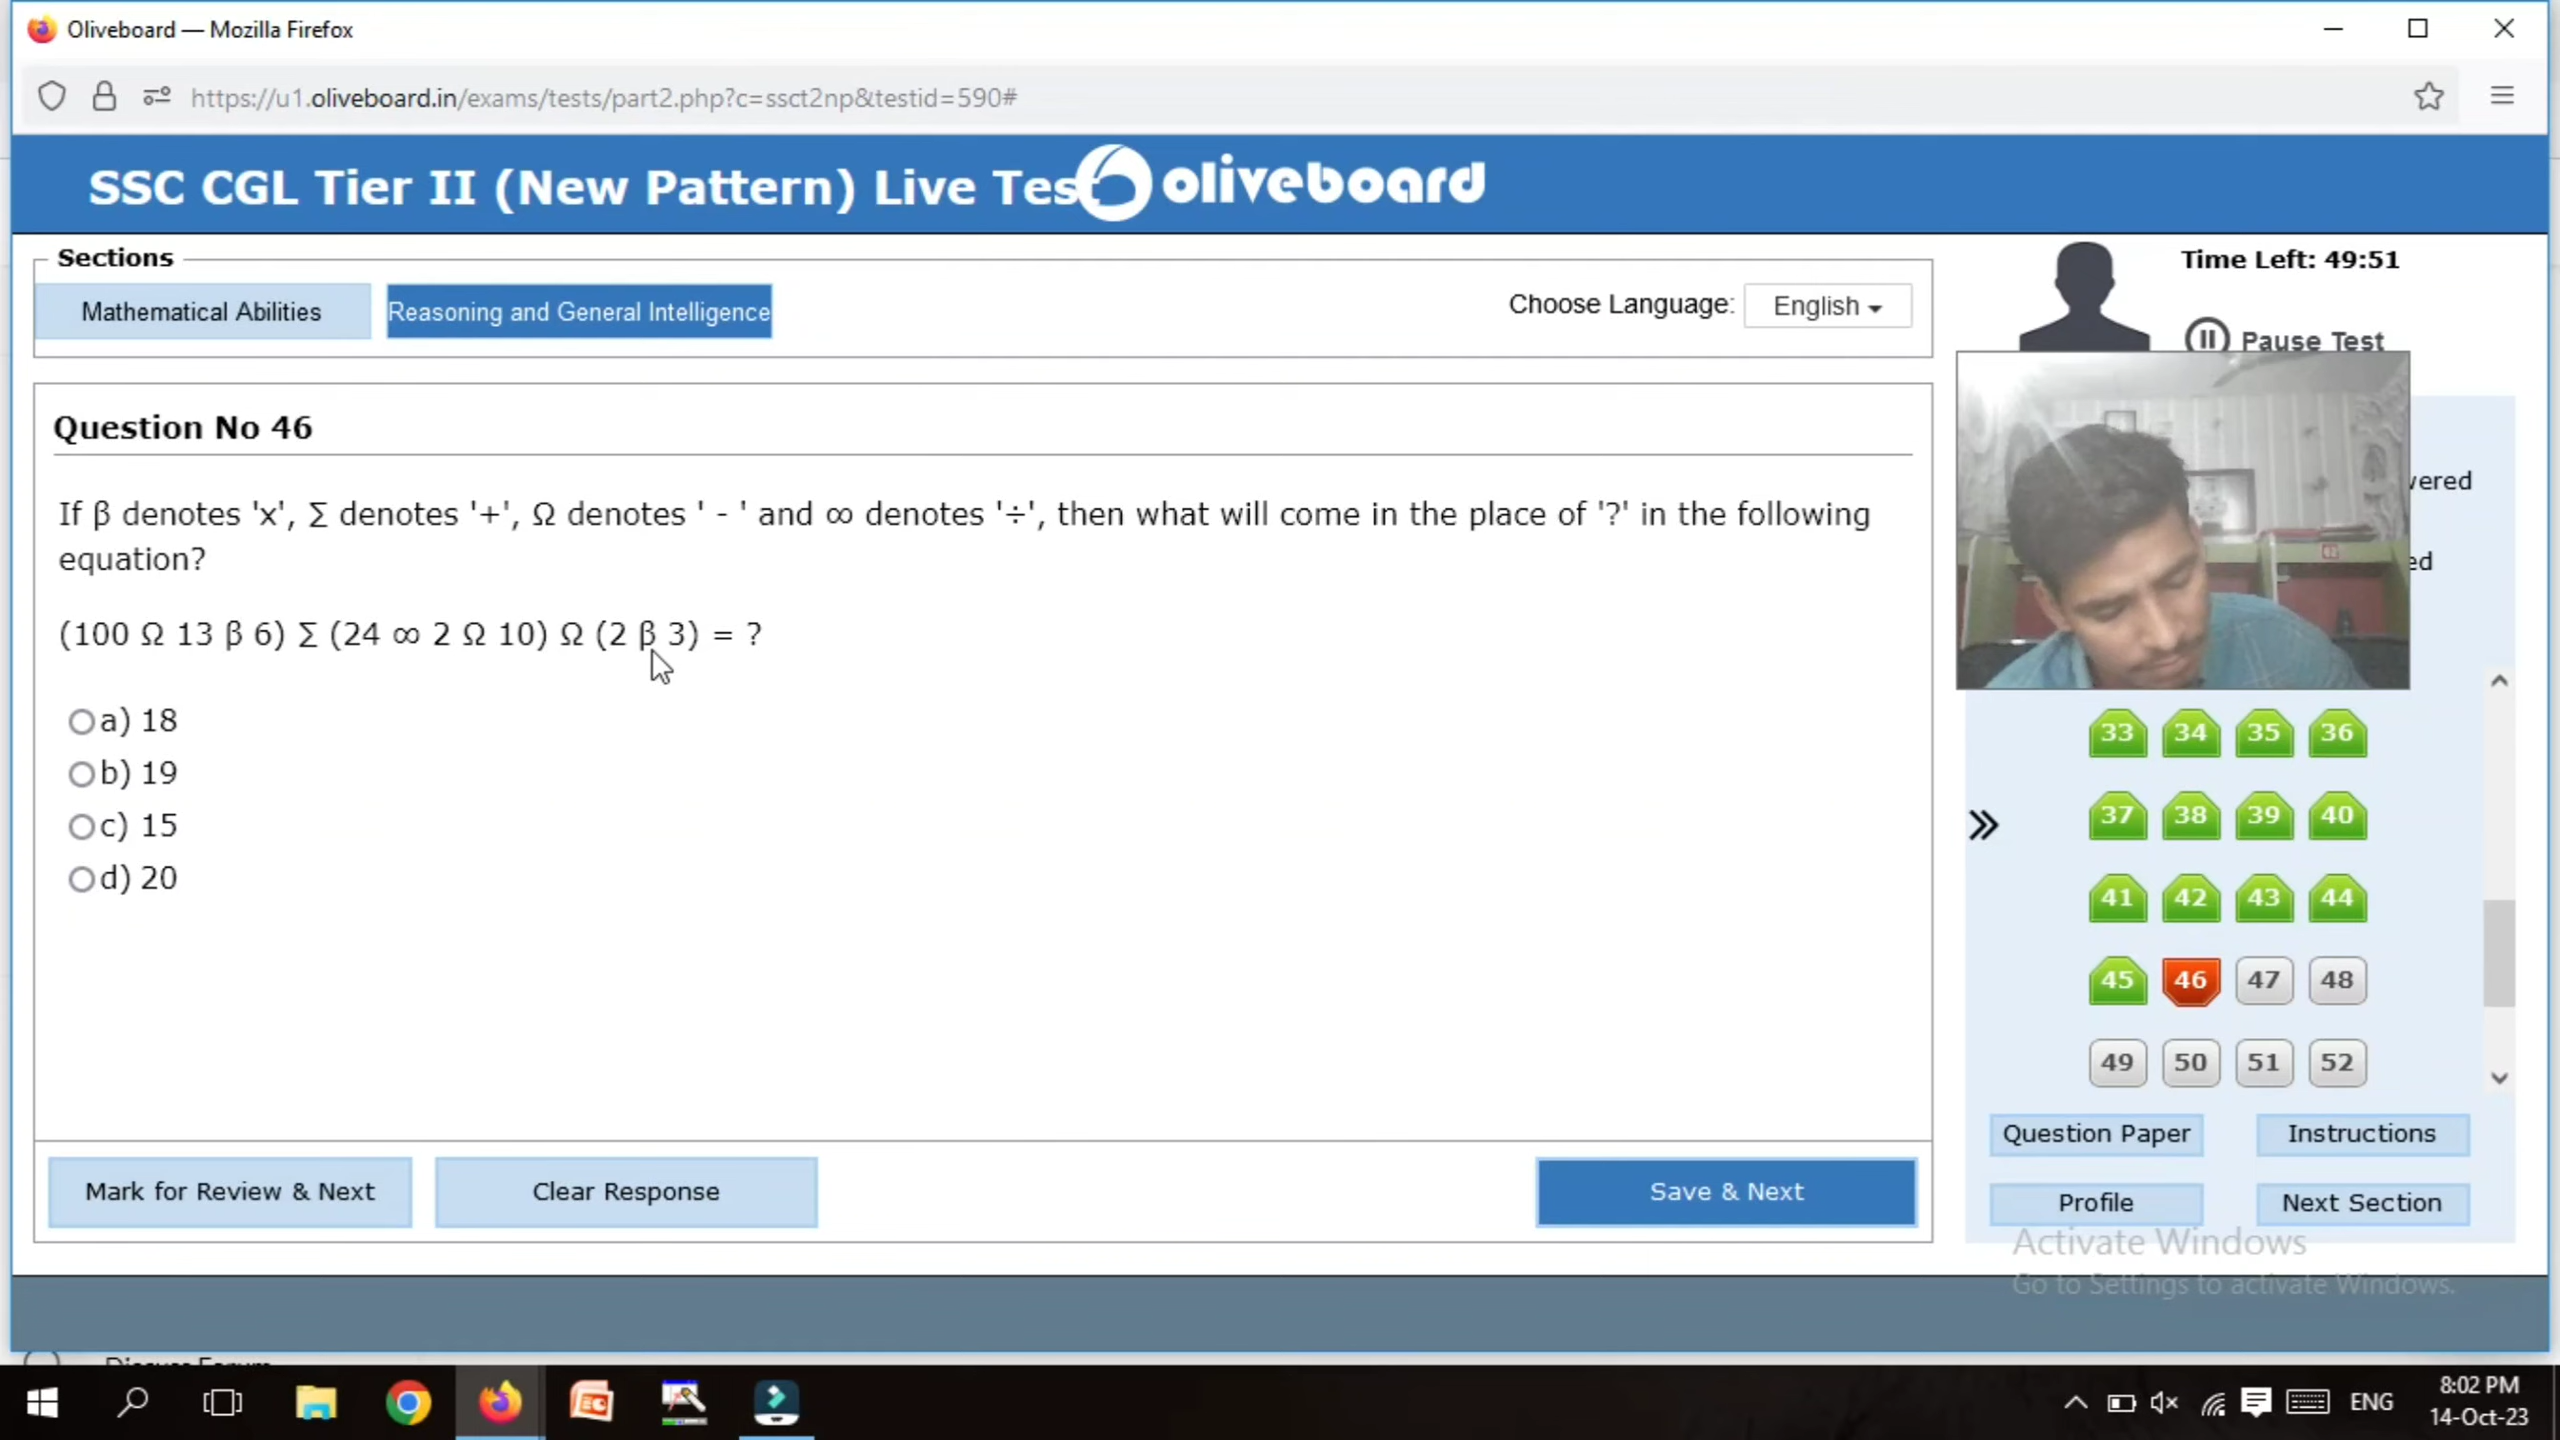 Oliveboard — Mozilla Firefox
https://u1.oliveboard.in/exams/tests/part2.php?c=ssct2np&testid=590#
SSC CGL Tier II (New Pattern) Live Tes
oliveboard
Sections
Mathematical Abilities
Reasoning and General Intelligence
Choose Language:
English
Time Left: 49:51
Pause Test
Question No 46
If β denotes 'x', Σ denotes '+', Ω denotes ' - ' and ∞ denotes '÷', then what will come in the place of '?' in the following
equation?
(100 Ω 13 β 6) Σ (24 ∞ 2 Ω 10) Ω (2 β 3) = ?
a) 18
b) 19
c) 15
d) 20
wered
ed
33 34 35 36
37 38 39 40
41 42 43 44
45 46 47 48
49 50 51 52
Question Paper
Instructions
Profile
Next Section
Mark for Review & Next
Clear Response
Save & Next
Activate Windows
Go to Settings to activate Windows.
Discuss Forum
ENG
8:02 PM
14-Oct-23